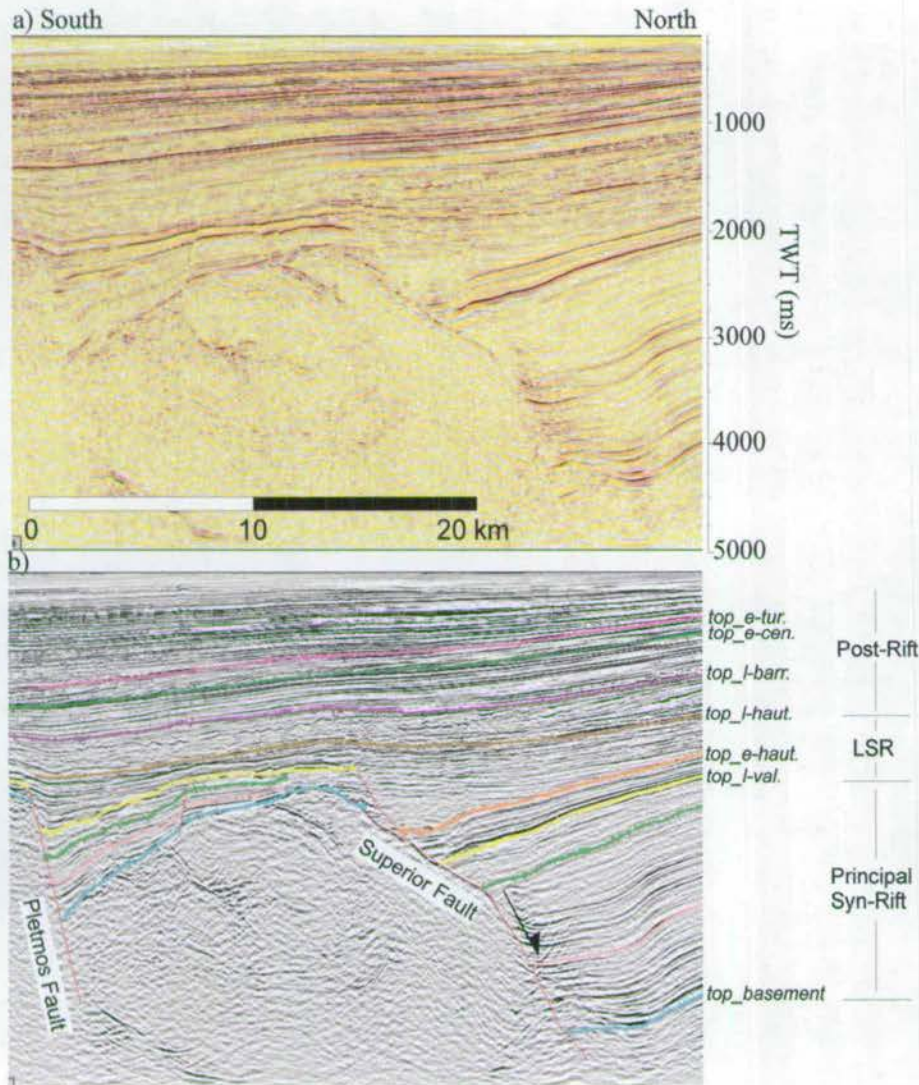 a) South
North
1000
2000
TWT (ms)
3000
4000
5000
0
10
20 km
b)
top_e-tur.
top_e-cen.
top_l-barr.
top_l-haut.
top_e-haut.
top_l-val.
top_basement
Post-Rift
LSR
Principal
Syn-Rift
Pletmos Fault
Superior Fault